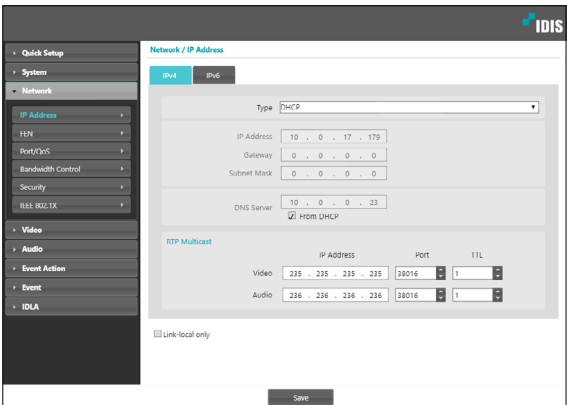 IDIS
Quick Setup
System
Network
IP Address
FEN
Port/QoS
Bandwidth Control
Security
IEEE 802.1X
Video
Audio
Event Action
Event
IDLA
Network / IP Address
IPv4 IPv6
Type DHCP
IP Address 10 . 0 . 17 . 179
Gateway 0 . 0 . 0 . 0
Subnet Mask 0 . 0 . 0 . 0
DNS Server 10 . 0 . 0 . 23
From DHCP
RTP Multicast
IP Address Port TTL
Video 235 . 235 . 235 . 235 38016 1
Audio 236 . 236 . 236 . 236 38016 1
Link-local only
Save